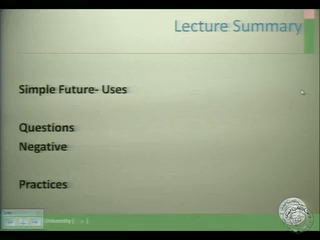 Lecture Summary
Simple Future- Uses
Questions
Negative
Practices